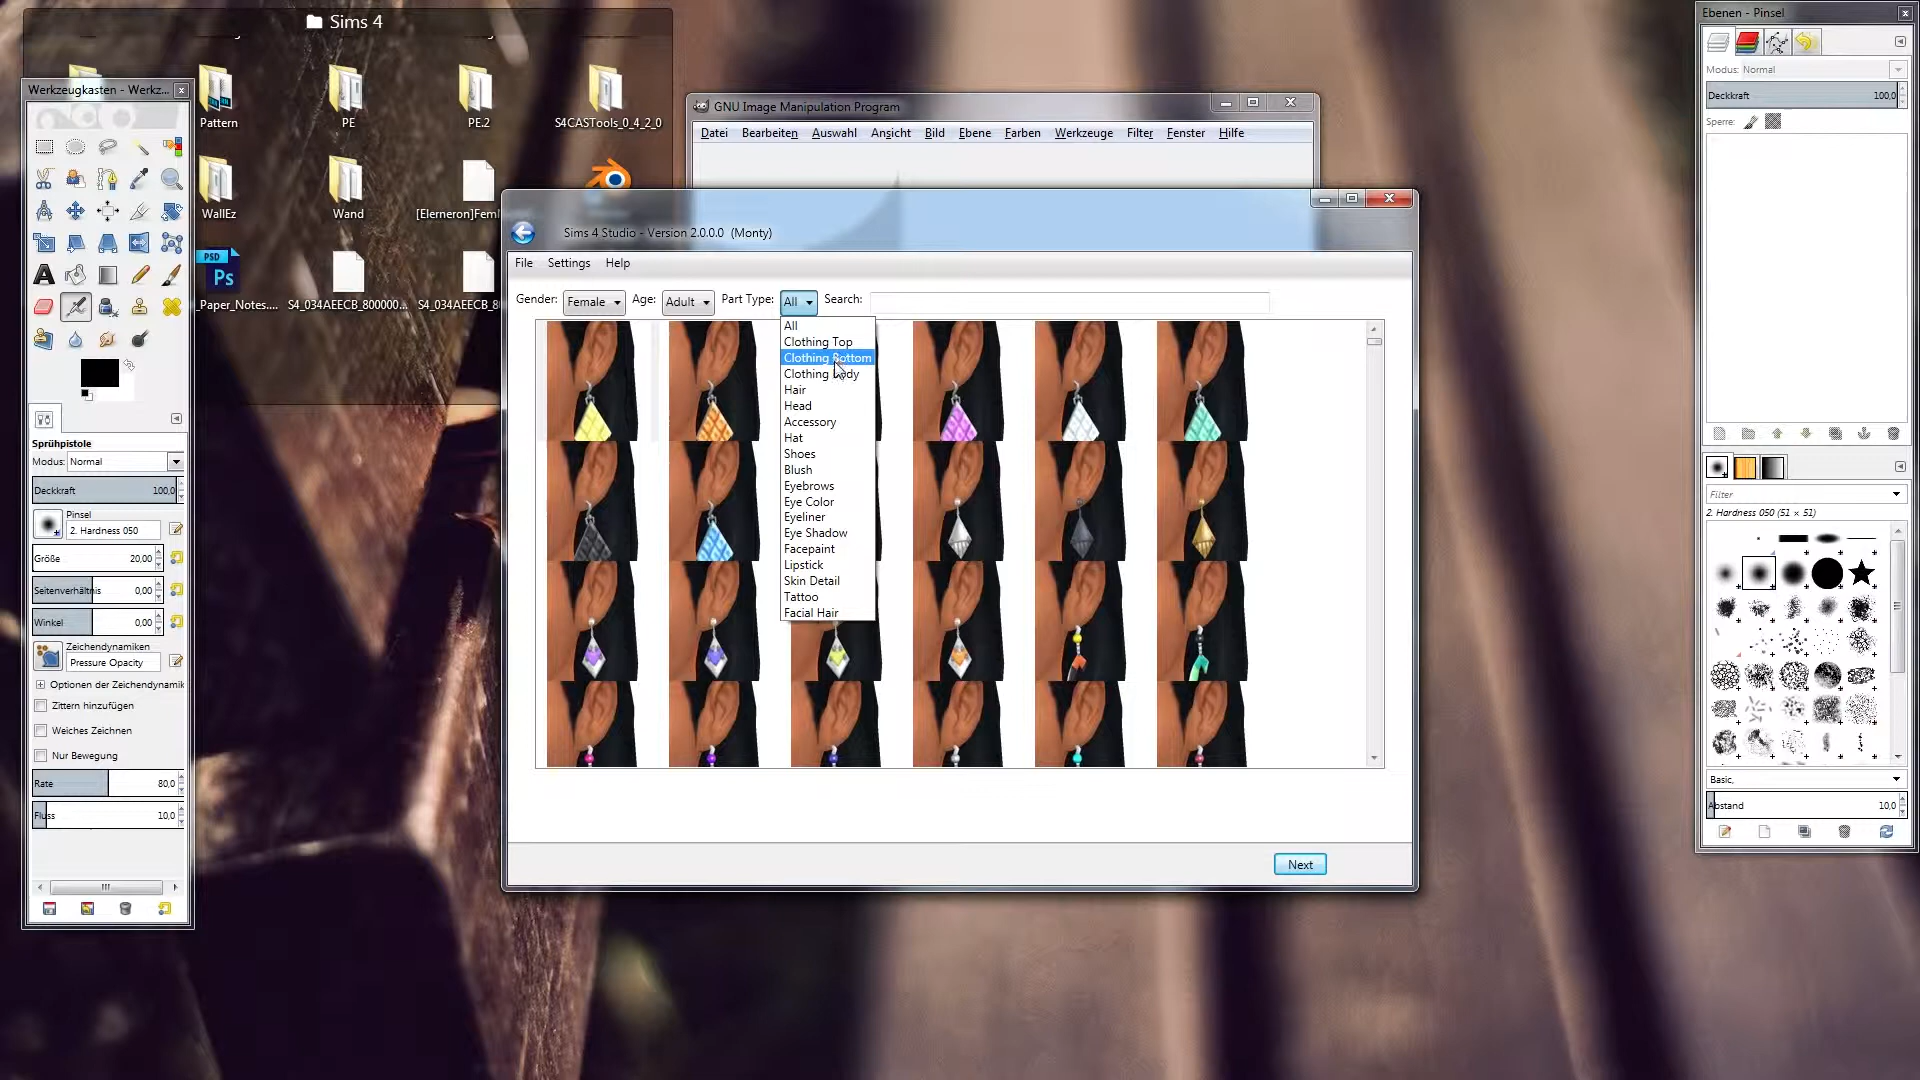 Sims 4
Pattern
PE
PE.2
S4CASTools_0_4_2_0
WallEz
Wand
[Elerneron]Feml
PSD
Ps
_Paper_Notes....
S4_034AEECB_800000...
S4_034AEECB_8
Werkzeugkasten - Werkz...
Sprühpistole
Modus: Normal
Deckkraft 100,0
Pinsel
2. Hardness 050
Größe 20,00
Seitenverhältnis 0,00
Winkel 0,00
Zeichendynamiken
Pressure Opacity
Optionen der Zeichendynamik
Zittern hinzufügen
Weiches Zeichnen
Nur Bewegung
Rate 80,0
Fluss 10,0
GNU Image Manipulation Program
Datei Bearbeiten Auswahl Ansicht Bild Ebene Farben Werkzeuge Filter Fenster Hilfe
Sims 4 Studio - Version 2.0.0.0 (Monty)
File Settings Help
Gender: Female Age: Adult Part Type: All Search:
All
Clothing Top
Clothing Bottom
Clothing Body
Hair
Head
Accessory
Hat
Shoes
Blush
Eyebrows
Eye Color
Eyeliner
Eye Shadow
Facepaint
Lipstick
Skin Detail
Tattoo
Facial Hair
Next
Ebenen - Pinsel
Modus: Normal
Deckkraft 100,0
Sperre:
Filter
2. Hardness 050 (51 × 51)
Basic,
Abstand 10,0